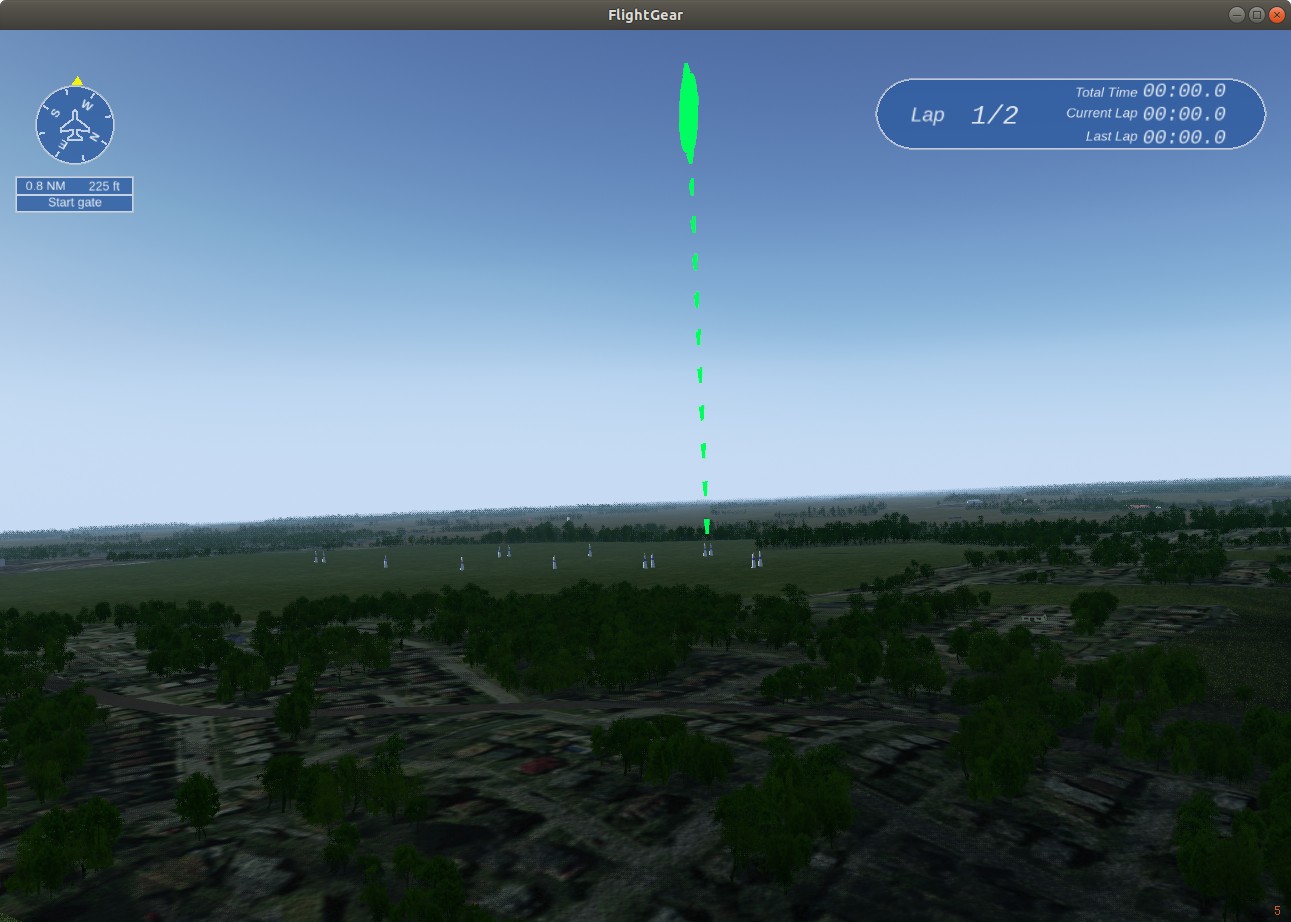 FlightGear
S W
E N
0.8 NM 225 ft
Start gate
Lap 1/2
Total Time 00:00.0
Current Lap 00:00.0
Last Lap 00:00.0
5